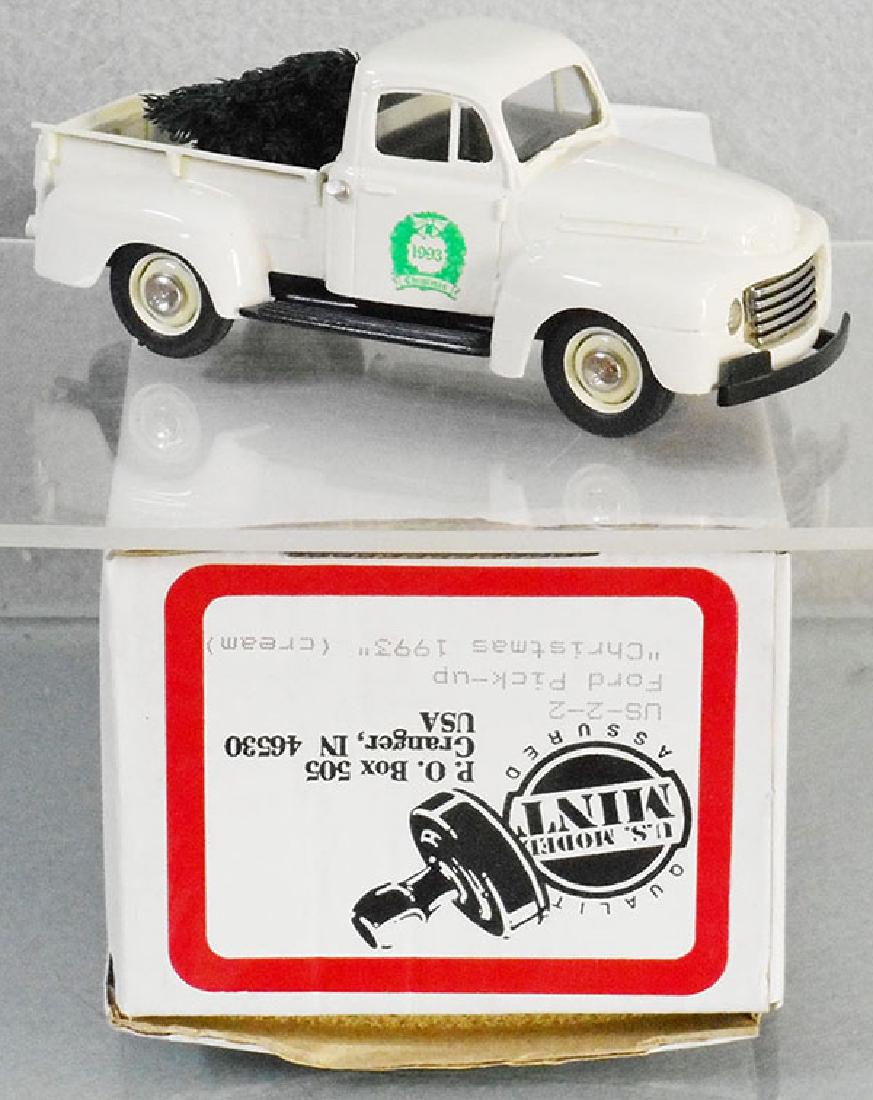 1993
Christmas
QUALITY
U.S. MODEL
MINT
ASSURED
P. O. Box 505
Granger, IN 46530
USA
US-2-2
Ford Pick-up
"Christmas 1993" (cream)